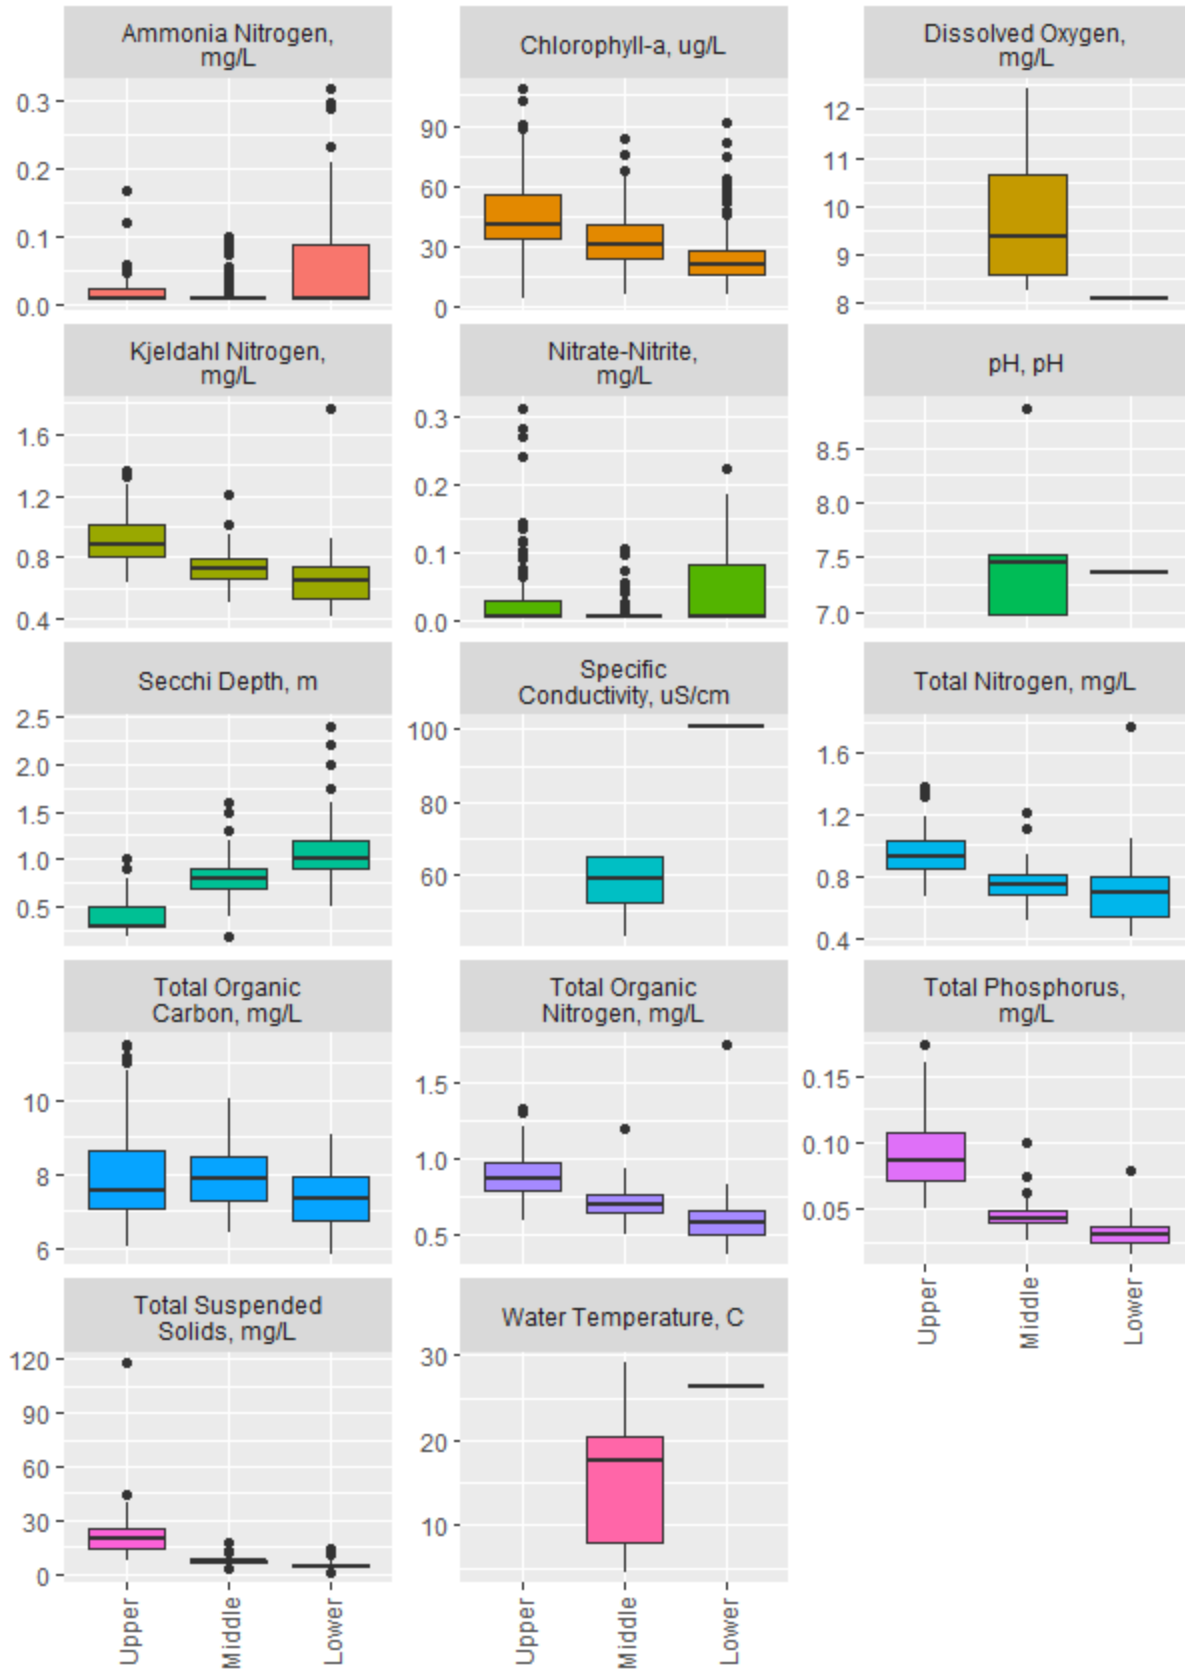 Ammonia Nitrogen,
mg/L
Chlorophyll-a, ug/L
Dissolved Oxygen,
mg/L
0.3
0.2
0.1
0.0
90
60
30
0
12
11
10
9
8
Kjeldahl Nitrogen,
mg/L
Nitrate-Nitrite,
mg/L
pH, pH
1.6
1.2
0.8
0.4
0.3
0.2
0.1
0.0
8.5
8.0
7.5
7.0
Secchi Depth, m
Specific
Conductivity, uS/cm
Total Nitrogen, mg/L
2.5
2.0
1.5
1.0
0.5
100
80
60
1.6
1.2
0.8
0.4
Total Organic
Carbon, mg/L
Total Organic
Nitrogen, mg/L
Total Phosphorus,
mg/L
10
8
6
1.5
1.0
0.5
0.15
0.10
0.05
Upper
Middle
Lower
Total Suspended
Solids, mg/L
Water Temperature, C
120
90
60
30
0
30
20
10
Upper
Middle
Lower
Upper
Middle
Lower